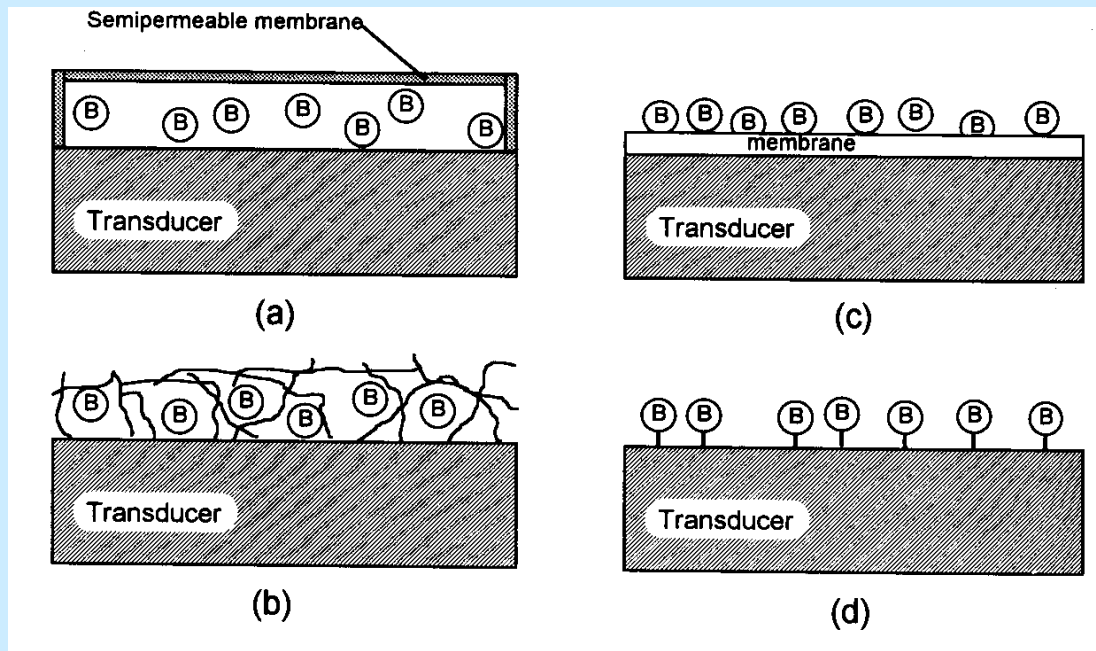 Semipermeable membrane
B B B B B B B
Transducer
(a)
B B B B B B
Transducer
(b)
B B B B B B B B
membrane
Transducer
(c)
B B B B B B B
Transducer
(d)